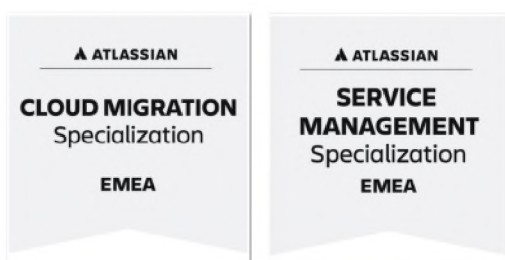 ATLASSIAN
CLOUD MIGRATION
Specialization
EMEA
ATLASSIAN
SERVICE
MANAGEMENT
Specialization
EMEA